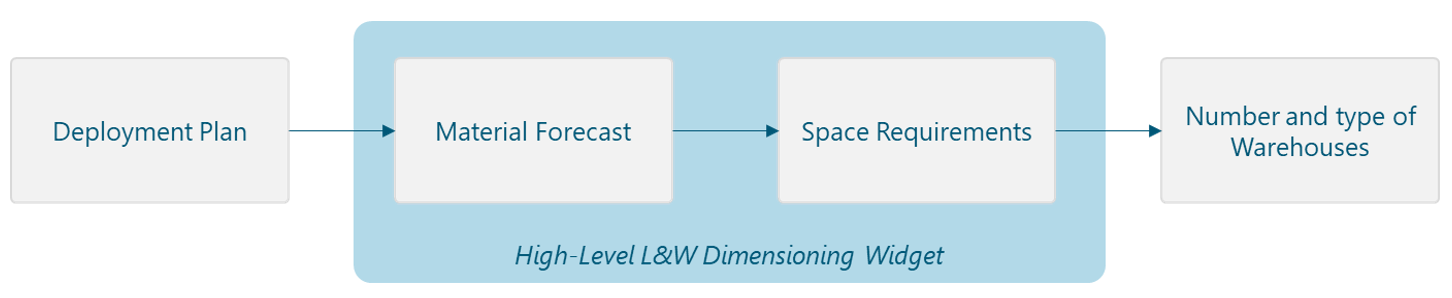 Deployment Plan
Material Forecast
Space Requirements
Number and type of
Warehouses
High-Level L&W Dimensioning Widget